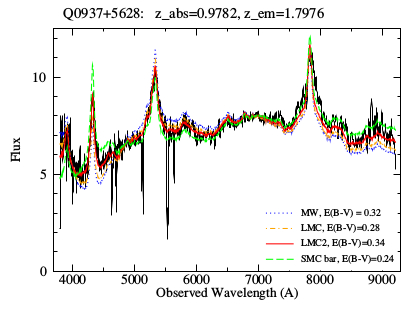 Q0937+5628: z_abs=0.9782, z_em=1.7976
10
5
0
Flux
MW, E(B-V) = 0.32
LMC, E(B-V)=0.28
LMC2, E(B-V)=0.34
SMC bar, E(B-V)=0.24
4000 5000 6000 7000 8000 9000
Observed Wavelength (A)